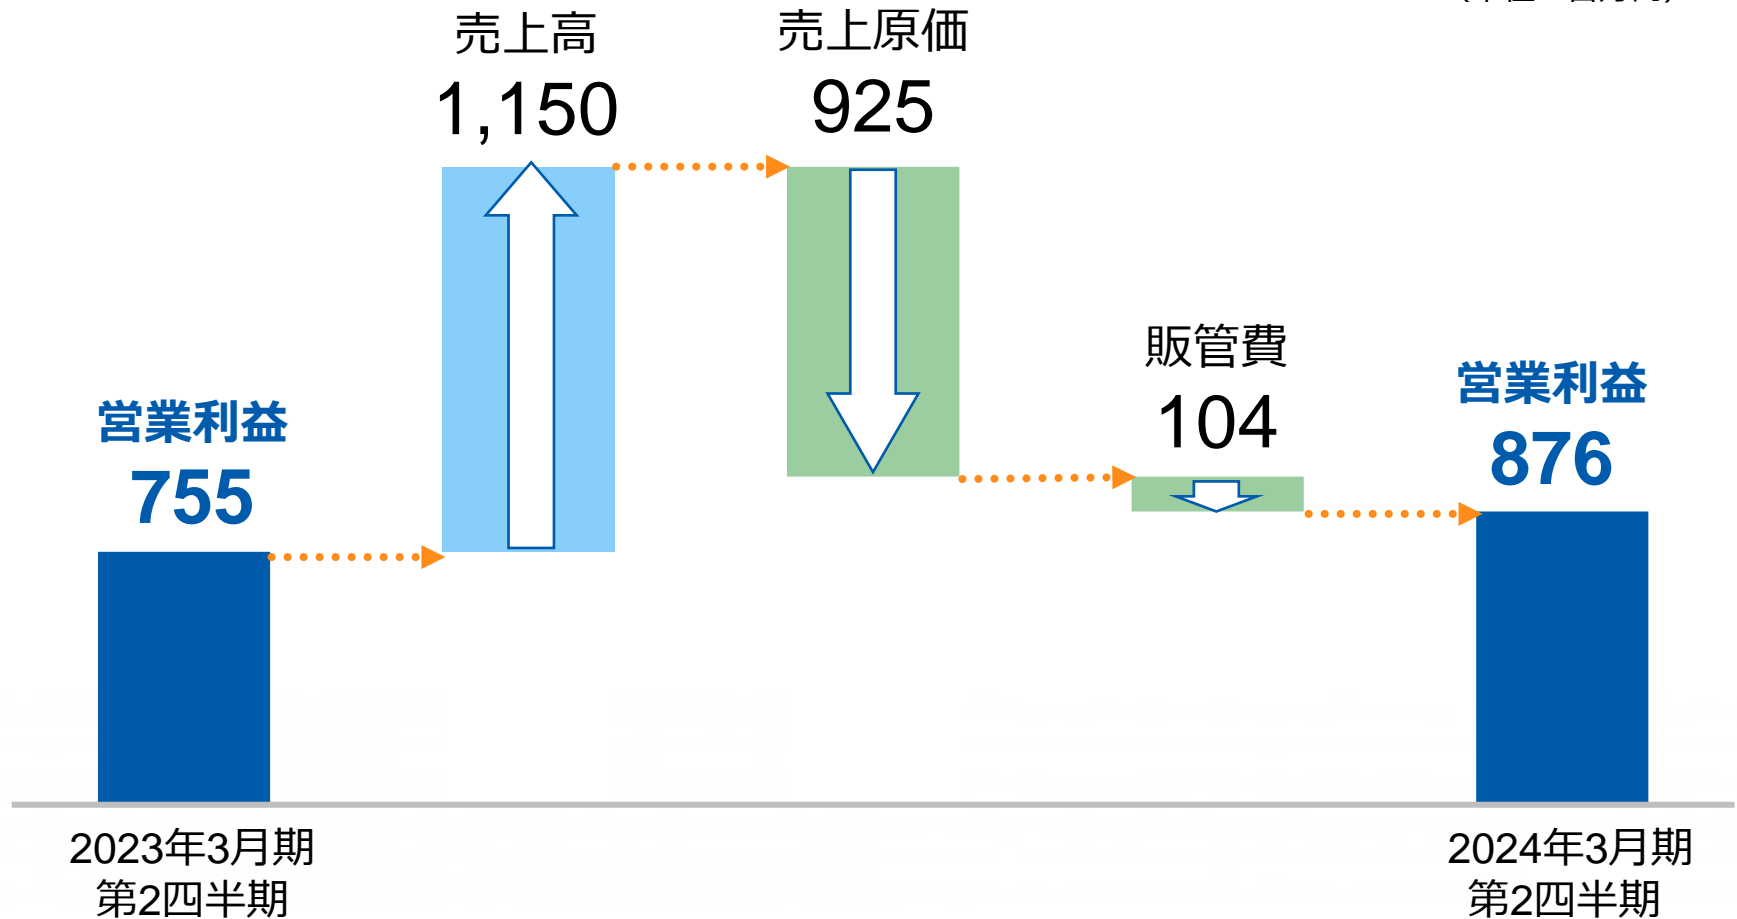 売上高
1,150
売上原価
925
販管費
104
営業利益
755
営業利益
876
2023年3月期
第2四半期
2024年3月期
第2四半期